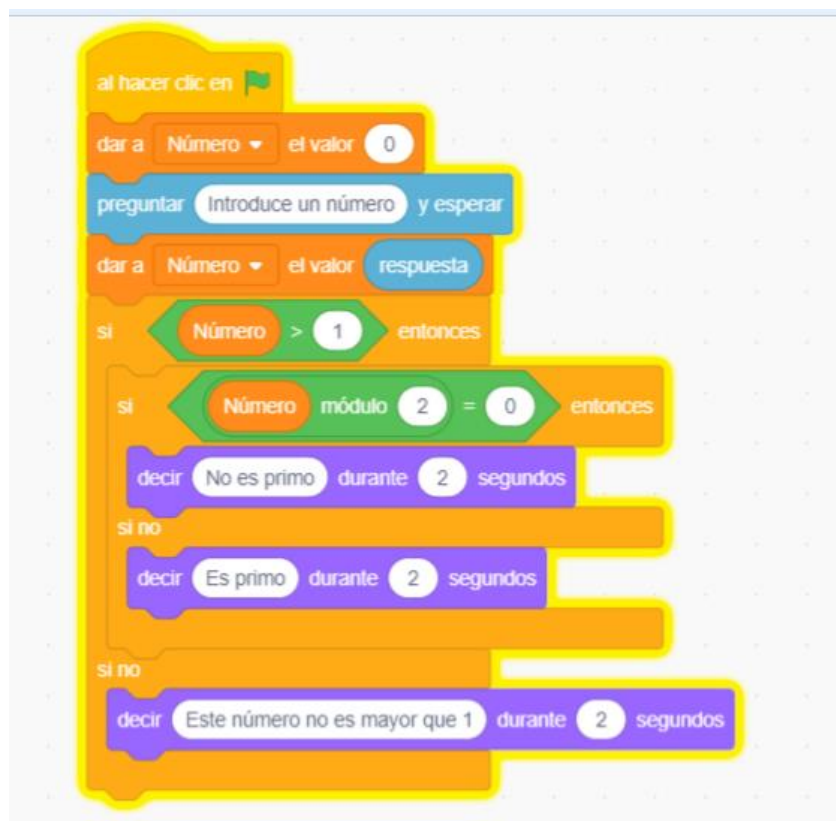 al hacer clic en
dar a Número el valor 0
preguntar Introduce un número y esperar
dar a Número el valor respuesta
si Número > 1 entonces
si Número módulo 2 = 0 entonces
decir No es primo durante 2 segundos
si no
decir Es primo durante 2 segundos
si no
decir Este número no es mayor que 1 durante 2 segundos